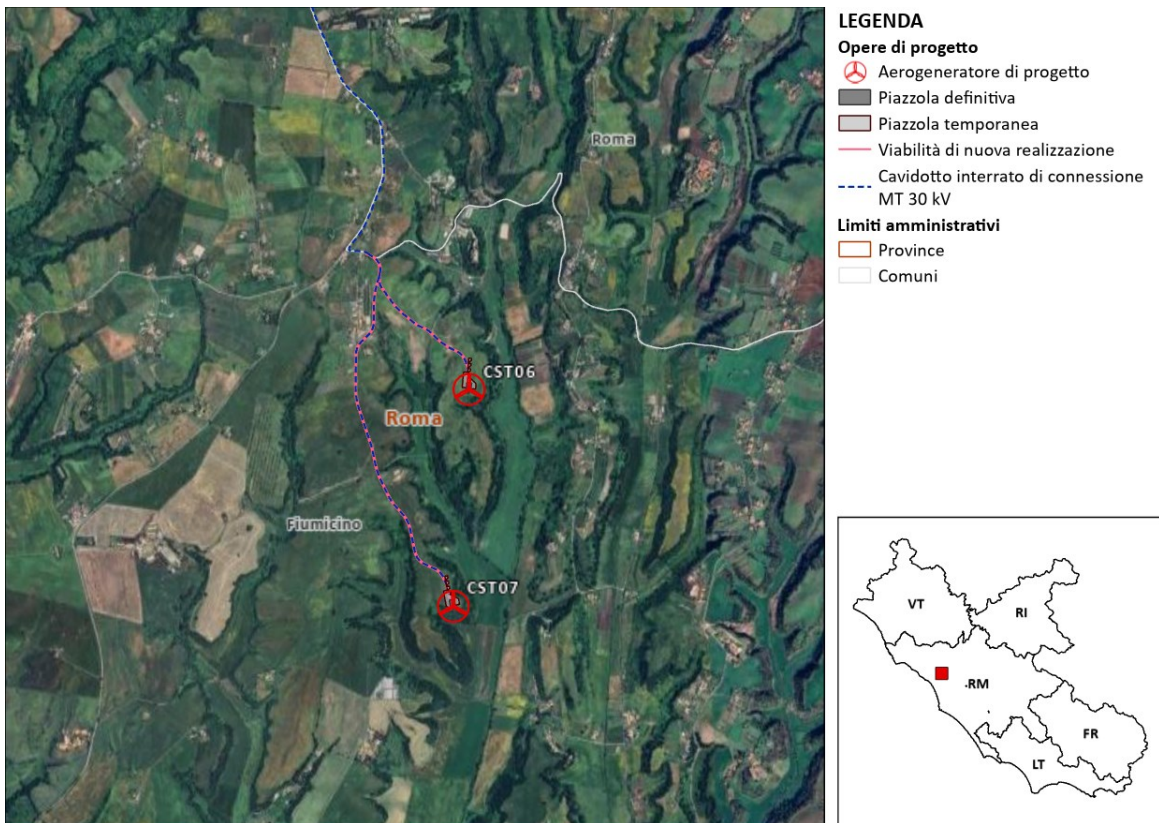 Roma
CST06
Roma
Fiumicino
CST07
LEGENDA
Opere di progetto
Aerogeneratore di progetto
Piazzola definitiva
Piazzola temporanea
Viabilità di nuova realizzazione
Cavidotto interrato di connessione
MT 30 kV
Limiti amministrativi
Province
Comuni
VT
RI
RM
FR
LT